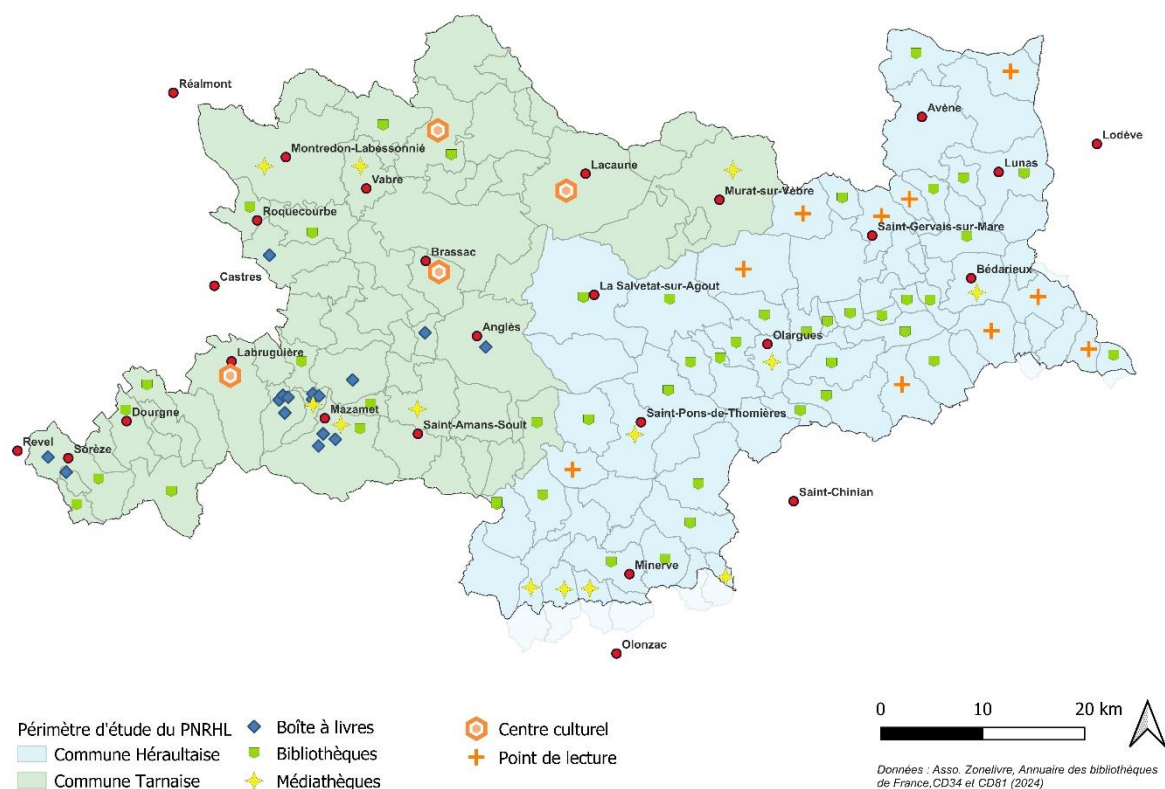 Réalmont
Avène
Lodève
Montredon-Labessonnié
Lacaune
Lunas
Vabre
Murat-sur-Vèbre
Roquecourbe
Saint-Gervais-sur-Mare
Brassac
Bédarieux
Castres
La Salvetat-sur-Agout
Anglès
Olargues
Labruguière
Mazamet
Dourgne
Saint-Amans-Soult
Saint-Pons-de-Thomières
Revel
Sorèze
Saint-Chinian
Minerve
Olonzac
Périmètre d'étude du PNRHL
Commune Héraultaise
Commune Tarnaise
Boîte à livres
Bibliothèques
Médiathèques
Centre culturel
Point de lecture
0 10 20 km
Données : Asso. Zonelivre, Annuaire des bibliothèques
de France,CD34 et CD81 (2024)